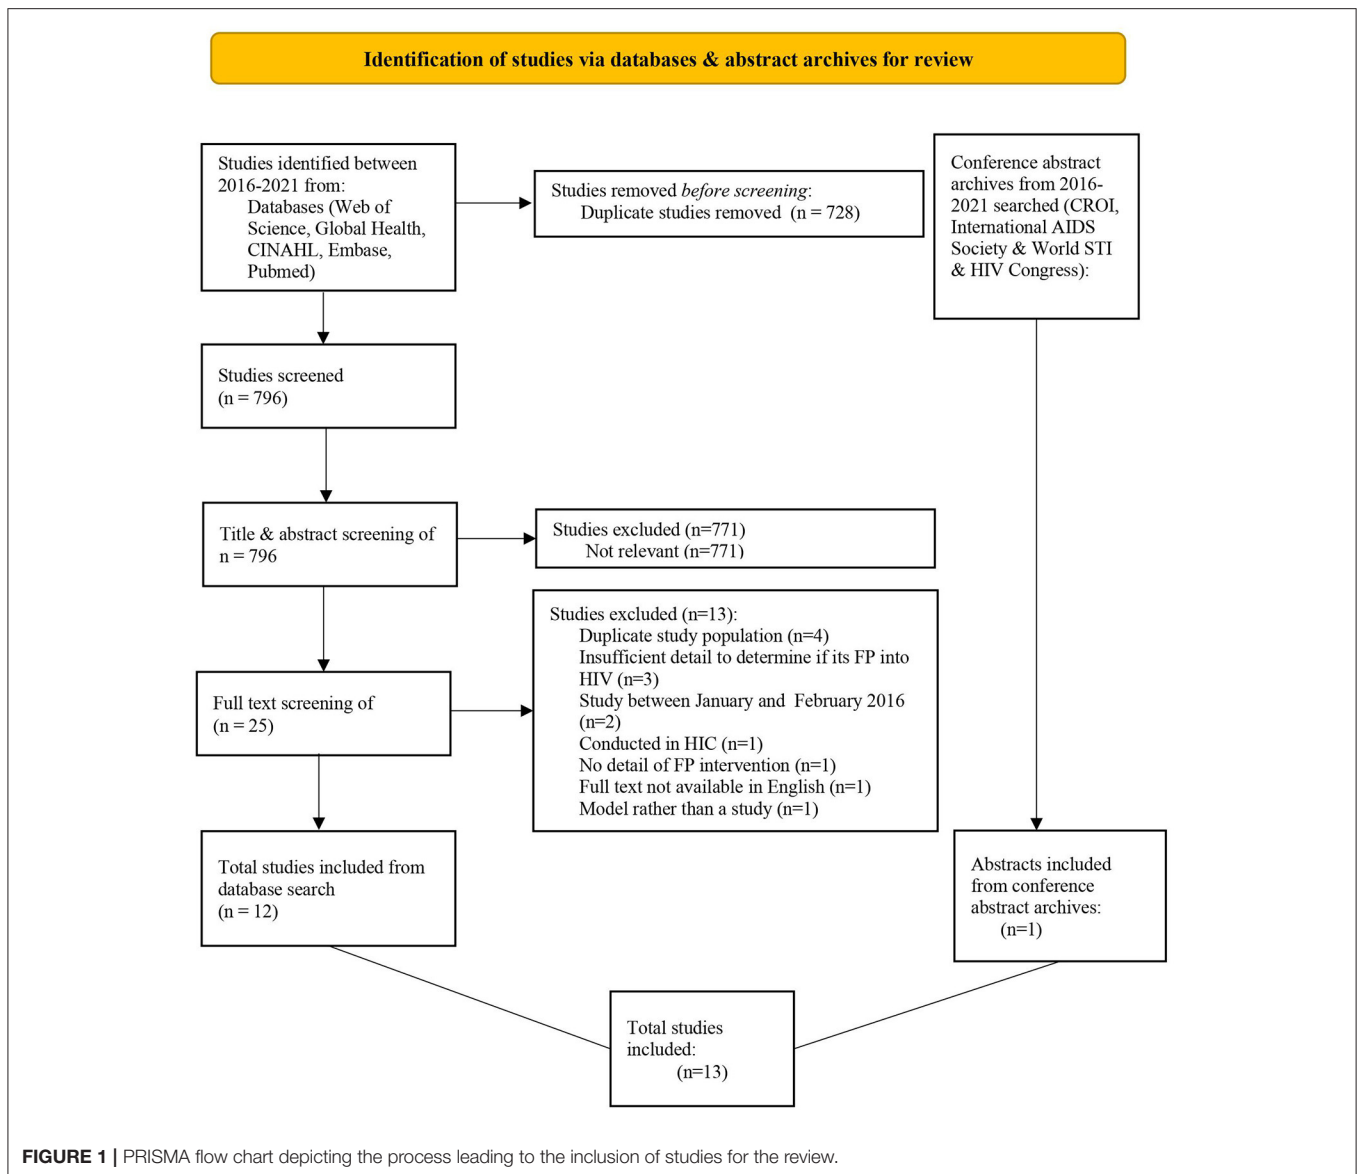 Identification of studies via databases & abstract archives for review
Studies identified between
2016-2021 from:
Databases (Web of
Science, Global Health,
CINAHL, Embase,
Pubmed)
Studies removed before screening:
Duplicate studies removed (n = 728)
Conference abstract
archives from 2016-
2021 searched (CROI,
International AIDS
Society & World STI
& HIV Congress):
Studies screened
(n = 796)
Title & abstract screening of
n = 796
Studies excluded (n=771)
Not relevant (n=771)
Full text screening of
(n = 25)
Studies excluded (n=13):
Duplicate study population (n=4)
Insufficient detail to determine if its FP into
HIV (n=3)
Study between January and February 2016
(n=2)
Conducted in HIC (n=1)
No detail of FP intervention (n=1)
Full text not available in English (n=1)
Model rather than a study (n=1)
Total studies included from
database search
(n = 12)
Abstracts included
from conference
abstract archives:
(n=1)
Total studies
included:
(n=13)
FIGURE 1 | PRISMA flow chart depicting the process leading to the inclusion of studies for the review.